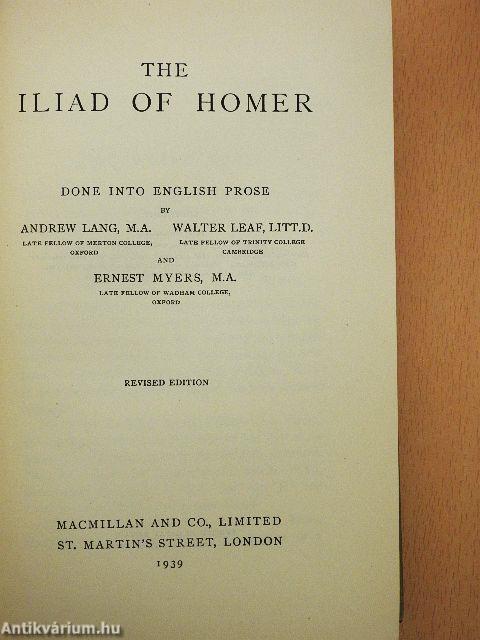 THE
ILIAD OF HOMER
DONE INTO ENGLISH PROSE
BY
ANDREW LANG, M.A. WALTER LEAF, LITT.D.
LATE FELLOW OF MERTON COLLEGE, LATE FELLOW OF TRINITY COLLEGE
OXFORD CAMBRIDGE
AND
ERNEST MYERS, M.A.
LATE FELLOW OF WADHAM COLLEGE,
OXFORD
REVISED EDITION
MACMILLAN AND CO., LIMITED
ST. MARTIN'S STREET, LONDON
1939
Antikvárium.hu